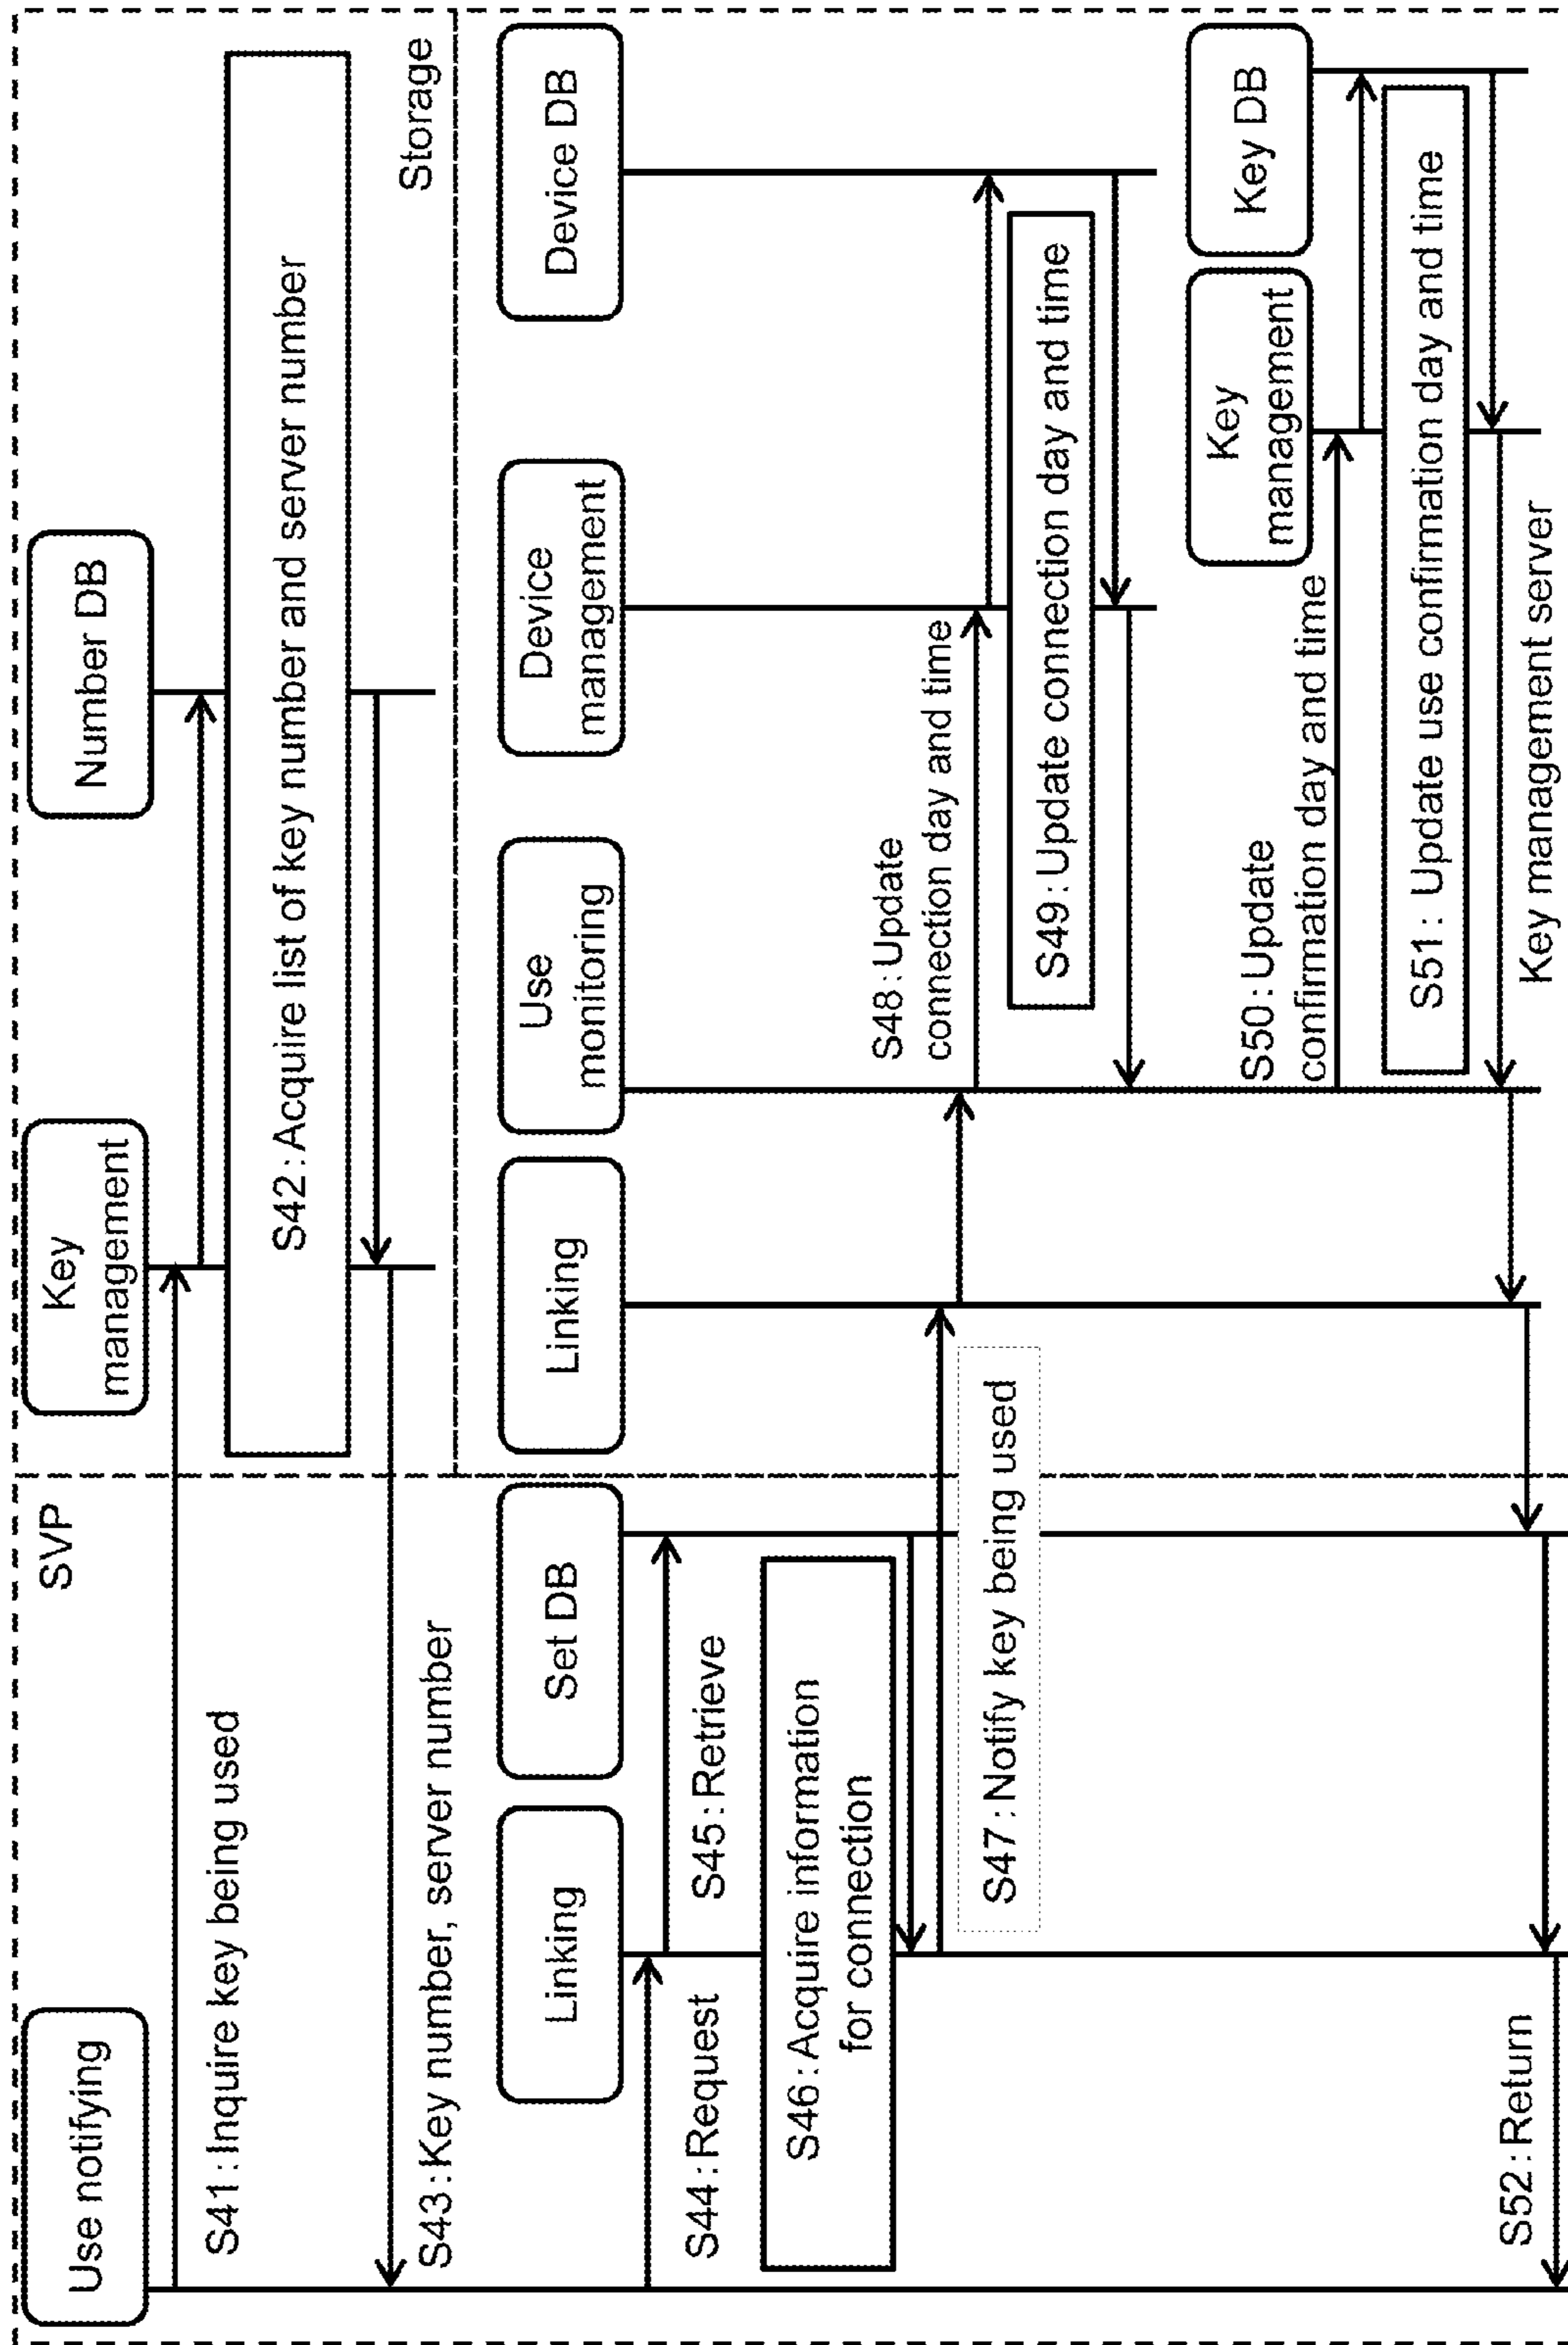 SVP
Use notifying
Key
management
Number DB
S41:Inquire key being used
S42:Acquire list of key number and server number
S43:Key number, server number
Storage
Linking
Set DB
Linking
Use
monitoring
Device
management
Device DB
S44:Request
S45:Retrieve
S46:Acquire information
for connection
S47:Notify key being used
S48:Update
connection day and time
S49:Update connection day and time
Key
management
Key DB
S50:Update
confirmation day and time
S51: Update use confirmation day and time
S52:Return
Key management server